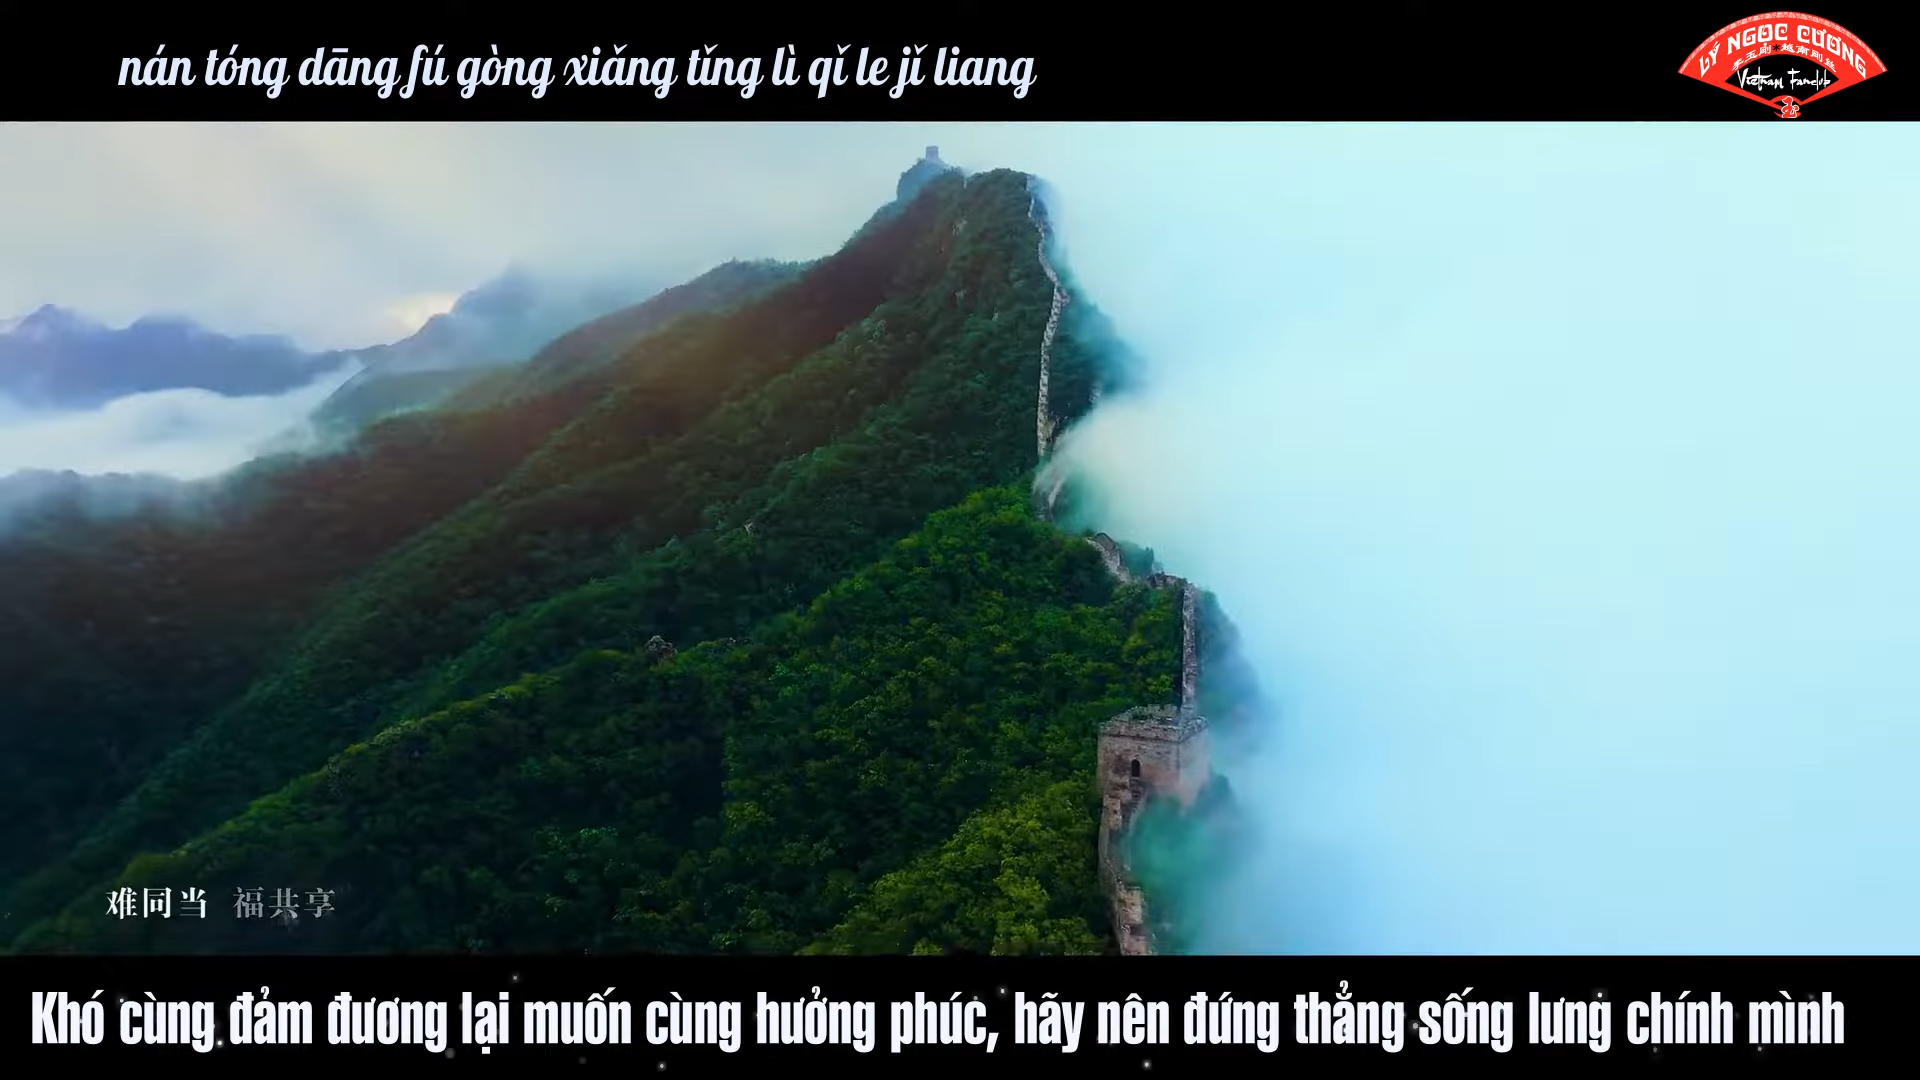 nán tóng dāng fú gòng xiǎng tǐng lì qǐ le jǐ liang
LÝ NGỌC CƯƠNG
Vietnam Fanclub
难同当 福共享
Khó cùng đảm đương lại muốn cùng hưởng phúc, hãy nên đứng thẳng sống lưng chính mình